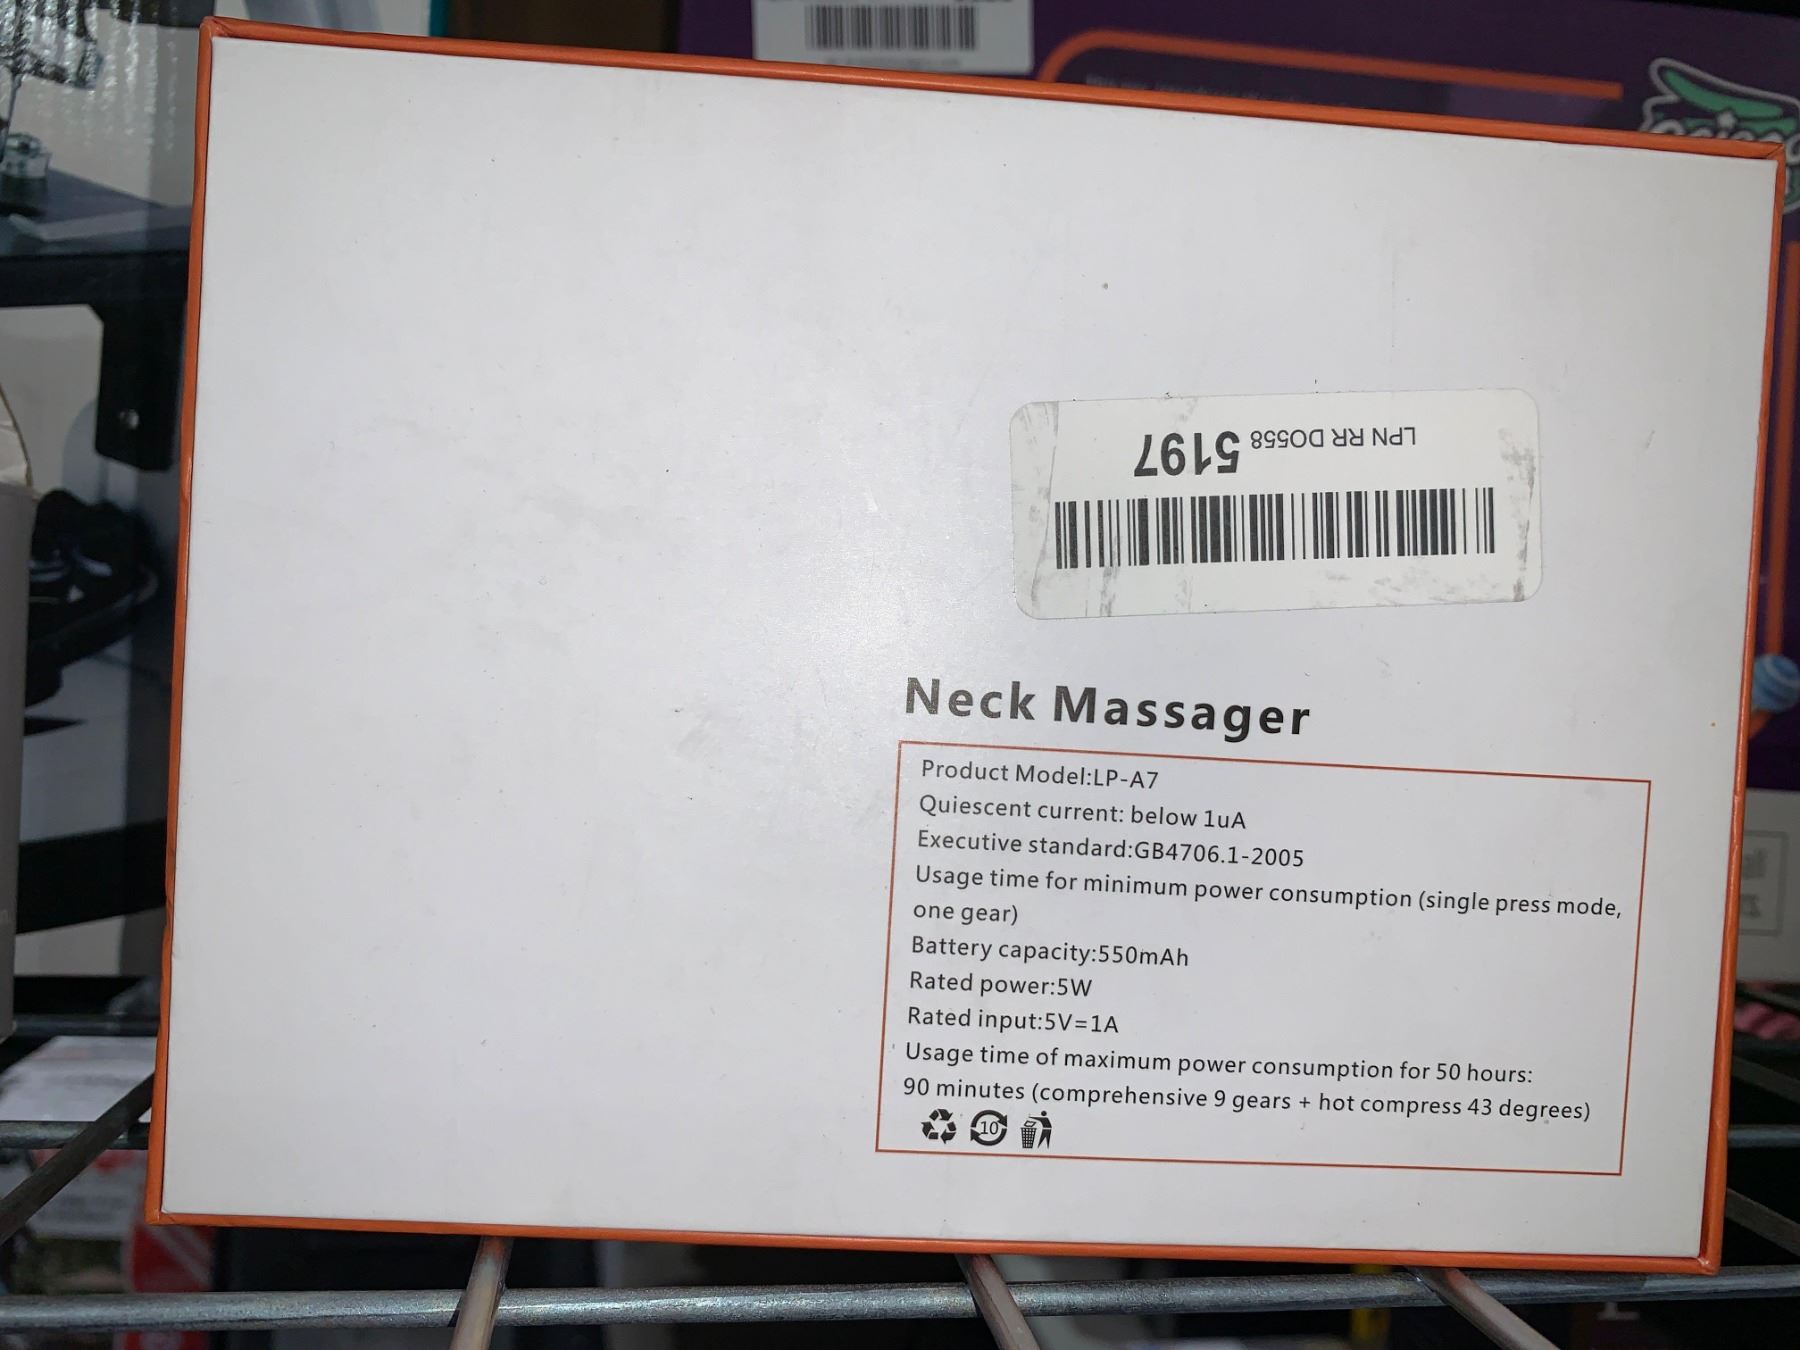 LPN RR DO558 5197
Neck Massager
Product Model:LP-A7
Quiescent current: below 1uA
Executive standard:GB4706.1-2005
Usage time for minimum power consumption (single press mode,
one gear)
Battery capacity:550mAh
Rated power:5W
Rated input:5V=1A
Usage time of maximum power consumption for 50 hours:
90 minutes (comprehensive 9 gears + hot compress 43 degrees)
10